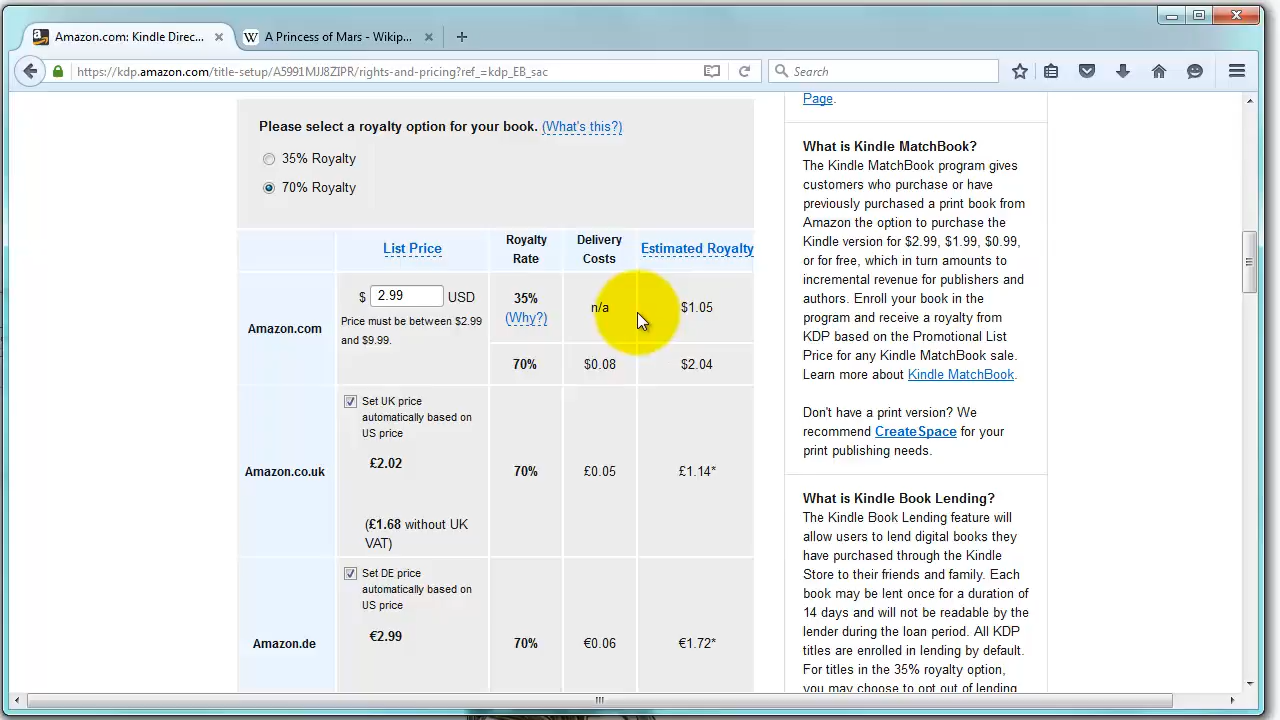 Amazon.com: Kindle Direc...
A Princess of Mars - Wikip...
https://kdp.amazon.com/title-setup/A5991MJJ8ZIPR/rights-and-pricing?ref_=kdp_EB_
Search
Please select a royalty option for your book. (What's this?)
35% Royalty
70% Royalty
List Price
Royalty
Rate
Delivery
Costs
Estimated Royalty
Amazon.com
$ 2.99 USD
Price must be between $2.99
and $9.99.
35%
(Why?)
n/a
$1.05
70%
$0.08
$2.04
Amazon.co.uk
Set UK price
automatically based on
US price
£2.02
(£1.68 without UK
VAT)
70%
£0.05
£1.14*
Amazon.de
Set DE price
automatically based on
US price
€2.99
70%
€0.06
€1.72*
Page.
What is Kindle MatchBook?
The Kindle MatchBook program gives
customers who purchase or have
previously purchased a print book from
Amazon the option to purchase the
Kindle version for $2.99, $1.99, $0.99,
or for free, which in turn amounts to
incremental revenue for publishers and
authors. Enroll your book in the
program and receive a royalty from
KDP based on the Promotional List
Price for any Kindle MatchBook sale.
Learn more about Kindle MatchBook.
Don't have a print version? We
recommend CreateSpace for your
print publishing needs.
What is Kindle Book Lending?
The Kindle Book Lending feature will
allow users to lend digital books they
have purchased through the Kindle
Store to their friends and family. Each
book may be lent once for a duration of
14 days and will not be readable by the
lender during the loan period. All KDP
titles are enrolled in lending by default.
For titles in the 35% royalty option,
you may choose to opt out of lending